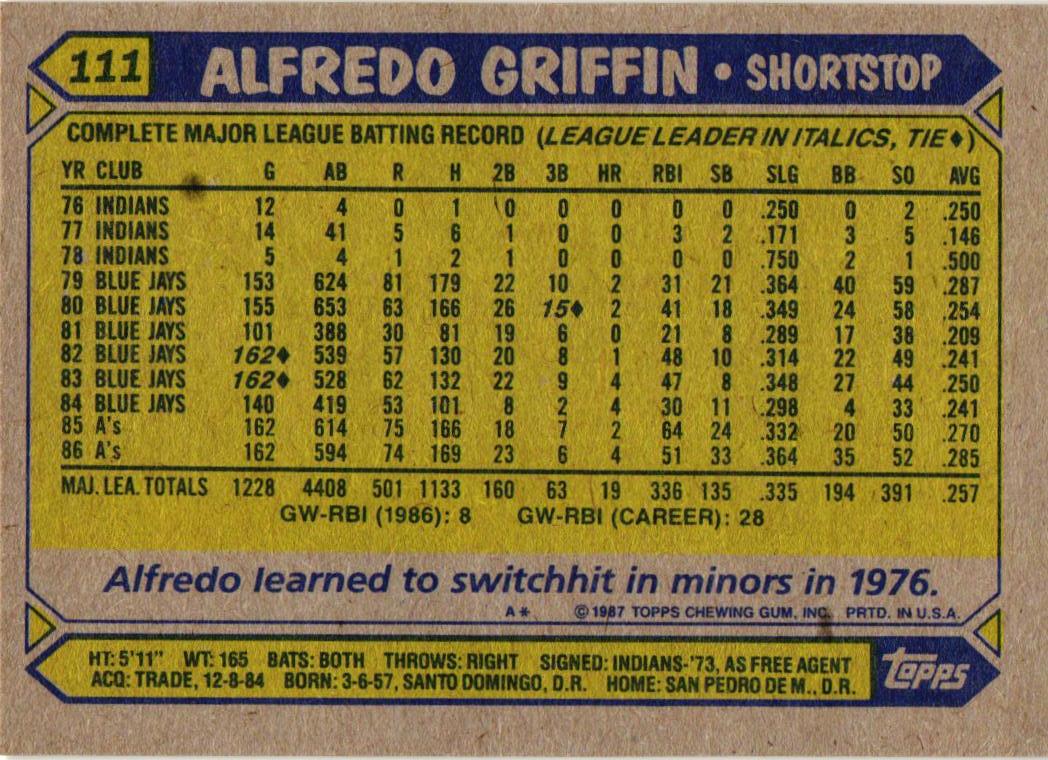 111 ALFREDO GRIFFIN • SHORTSTOP
COMPLETE MAJOR LEAGUE BATTING RECORD (LEAGUE LEADER IN ITALICS, TIE♦)
YR CLUB G AB R H 2B 3B HR RBI SB SLG BB SO AVG
76 INDIANS 12 4 0 1 0 0 0 0 0 .250 0 2 .250
77 INDIANS 14 41 5 6 1 0 0 3 2 .171 3 5 .146
78 INDIANS 5 4 1 2 1 0 0 0 0 .750 2 1 .500
79 BLUE JAYS 153 624 81 179 22 10 2 31 21 .364 40 59 .287
80 BLUE JAYS 155 653 63 166 26 15♦ 2 41 18 .349 24 58 .254
81 BLUE JAYS 101 388 30 81 19 6 0 21 8 .289 17 38 .209
82 BLUE JAYS 162♦ 539 57 130 20 8 1 48 10 .314 22 49 .241
83 BLUE JAYS 162♦ 528 62 132 22 9 4 47 8 .348 27 44 .250
84 BLUE JAYS 140 419 53 101 8 2 4 30 11 .298 4 33 .241
85 A's 162 614 75 166 18 7 2 64 24 .332 20 50 .270
86 A's 162 594 74 169 23 6 4 51 33 .364 35 52 .285
MAJ. LEA. TOTALS 1228 4408 501 1133 160 63 19 336 135 .335 194 391 .257
GW-RBI (1986): 8 GW-RBI (CAREER): 28
Alfredo learned to switchhit in minors in 1976.
A* ©1987 TOPPS CHEWING GUM, INC. PRTD. IN U.S.A.
HT: 5'11" WT: 165 BATS: BOTH THROWS: RIGHT SIGNED: INDIANS-'73, AS FREE AGENT
ACQ: TRADE, 12-8-84 BORN: 3-6-57, SANTO DOMINGO, D.R. HOME: SAN PEDRO DE M., D.R.
Topps